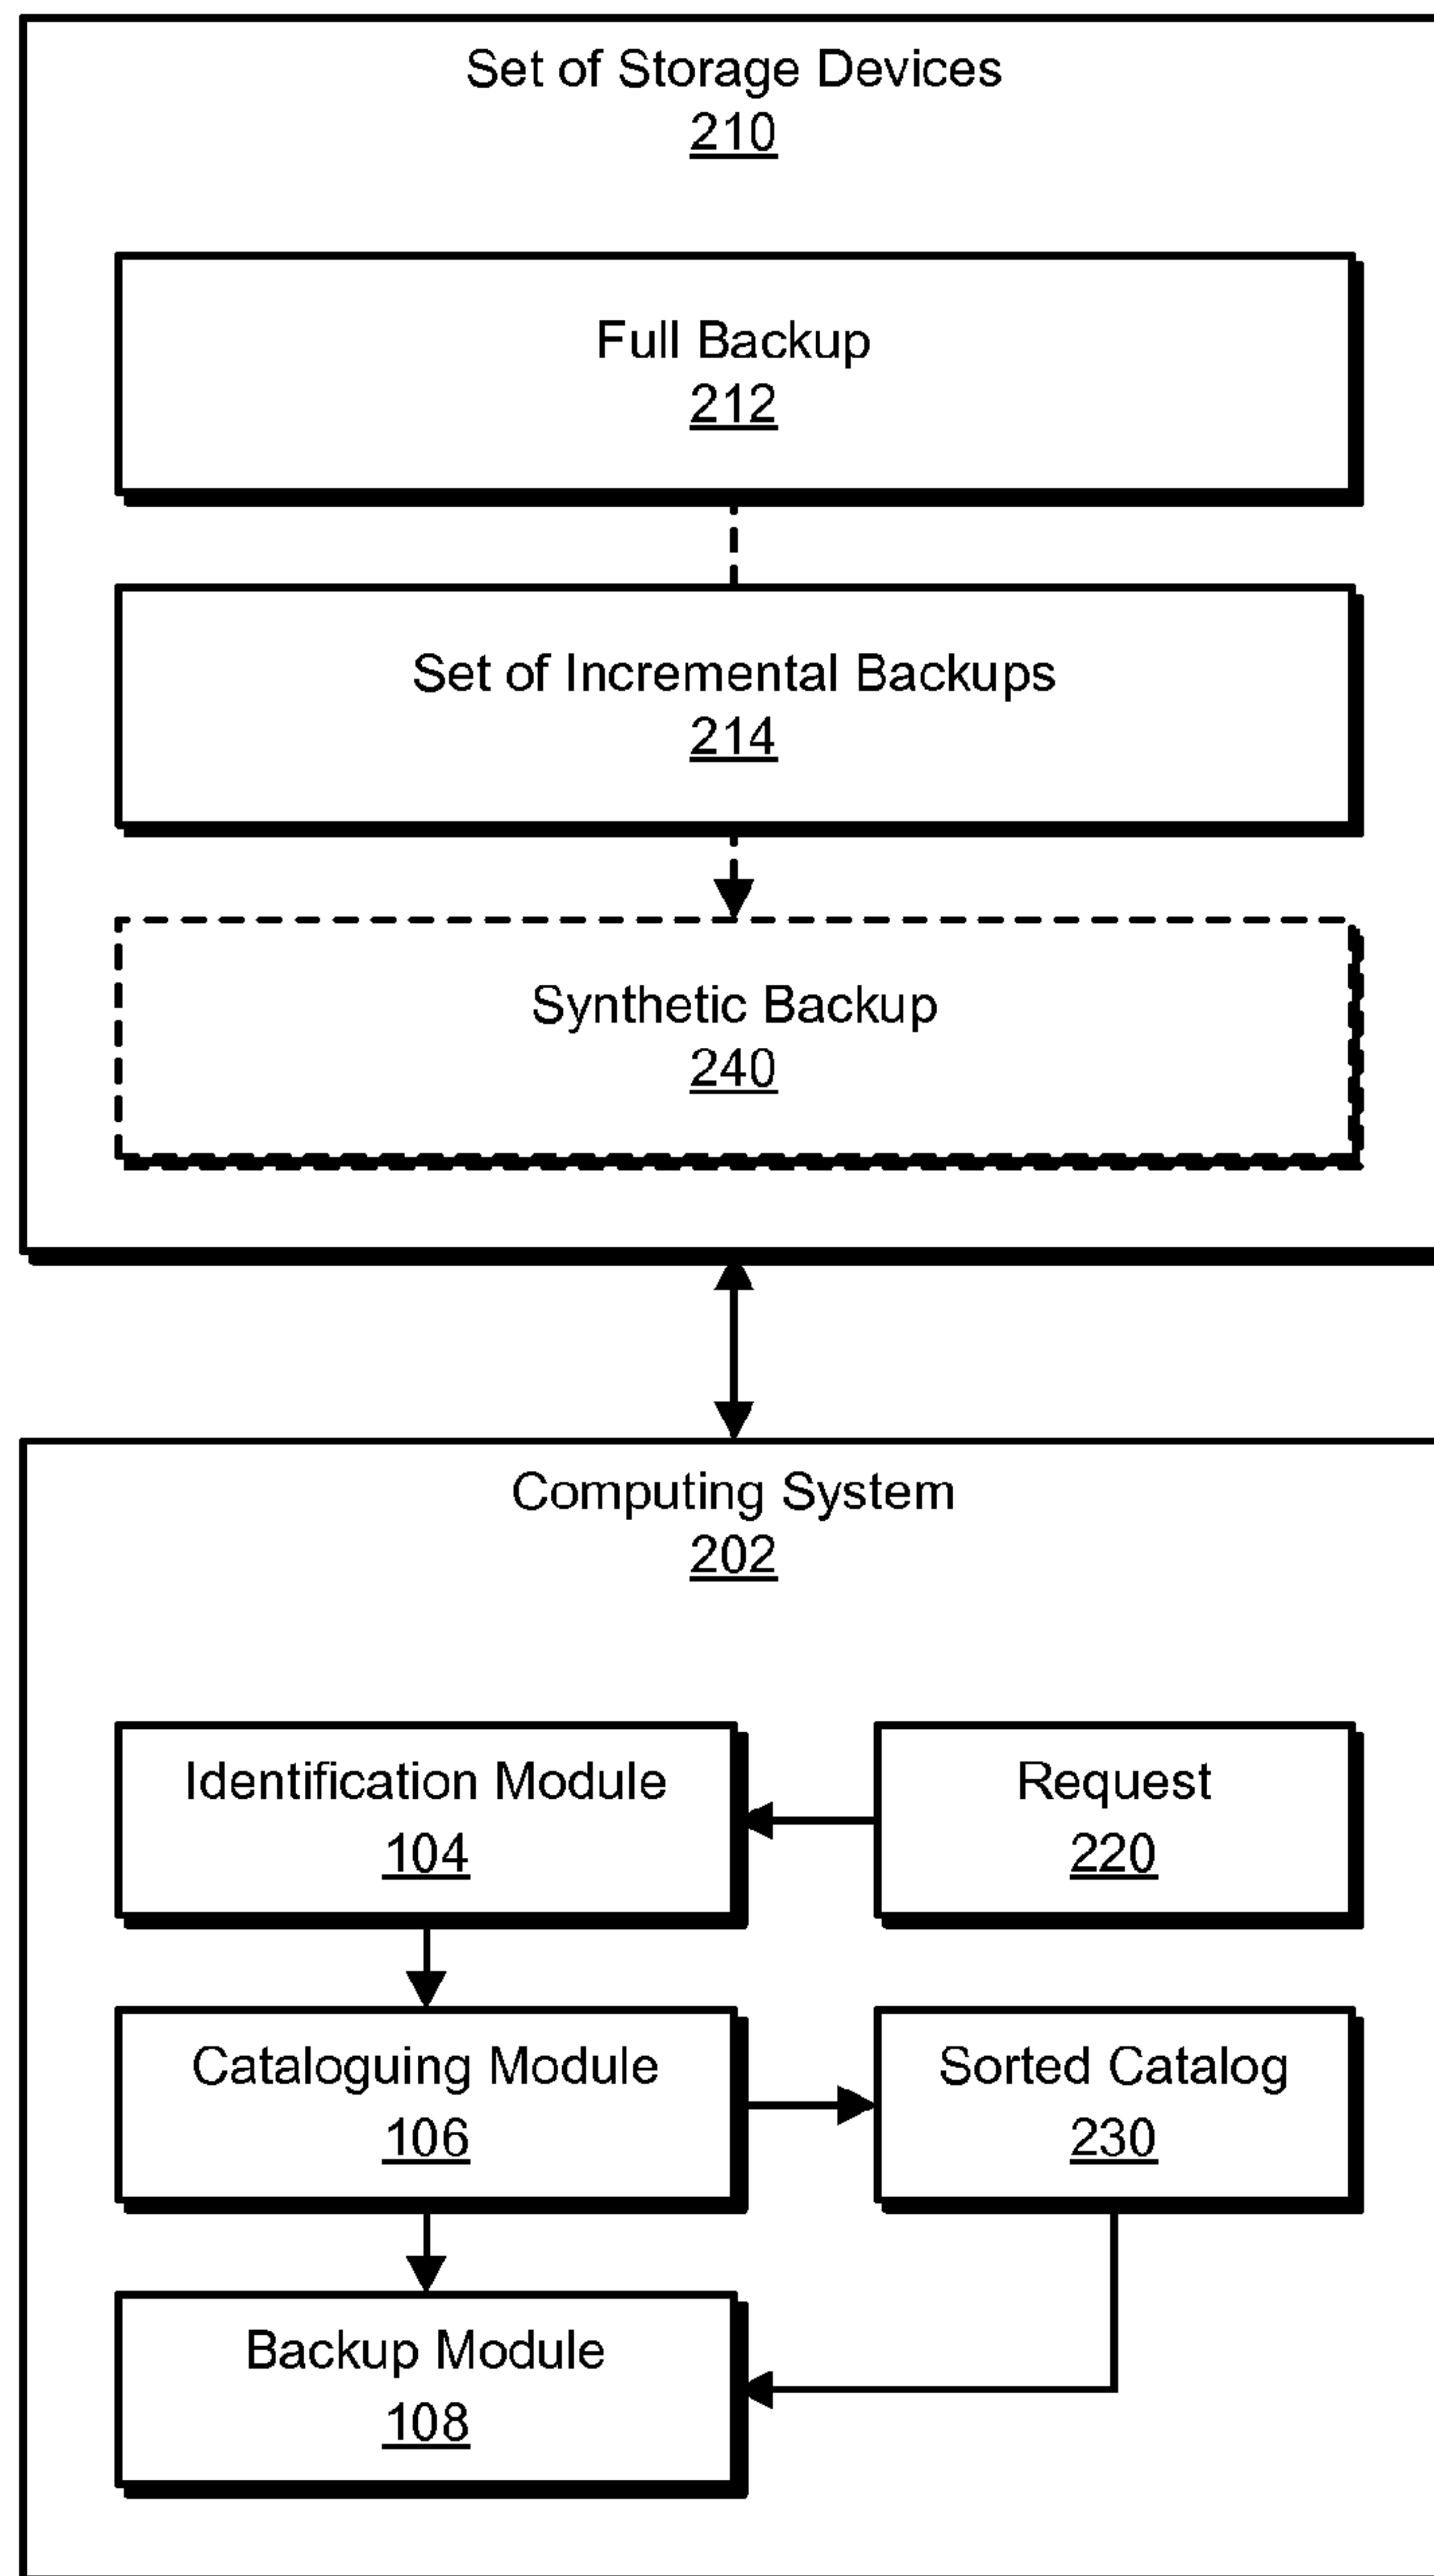 Set of Storage Devices
210
Full Backup
212
Set of Incremental Backups
214
Synthetic Backup
240
Computing System
202
Identification Module
104
Request
220
Cataloguing Module
106
Sorted Catalog
230
Backup Module
108